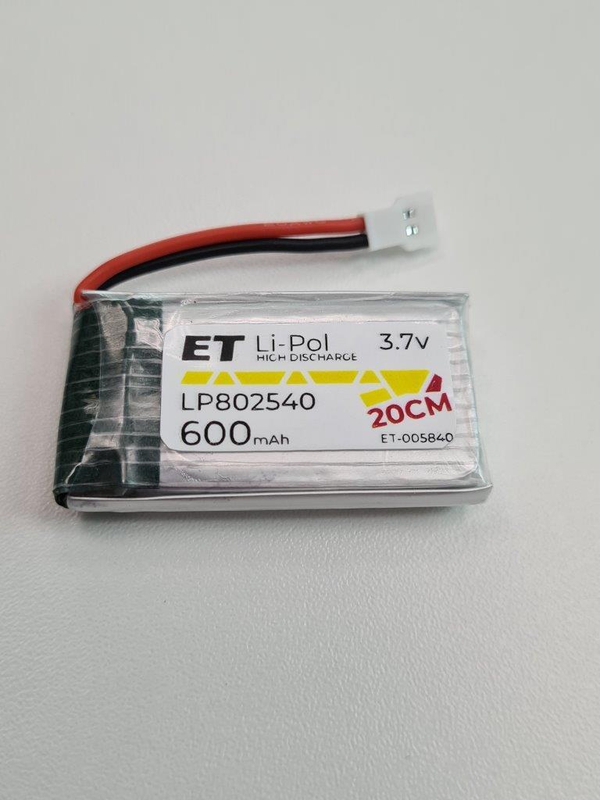 ET Li-Pol 3.7v
HIGH DISCHARGE
LP802540
20CM
600mAh
ET-005840